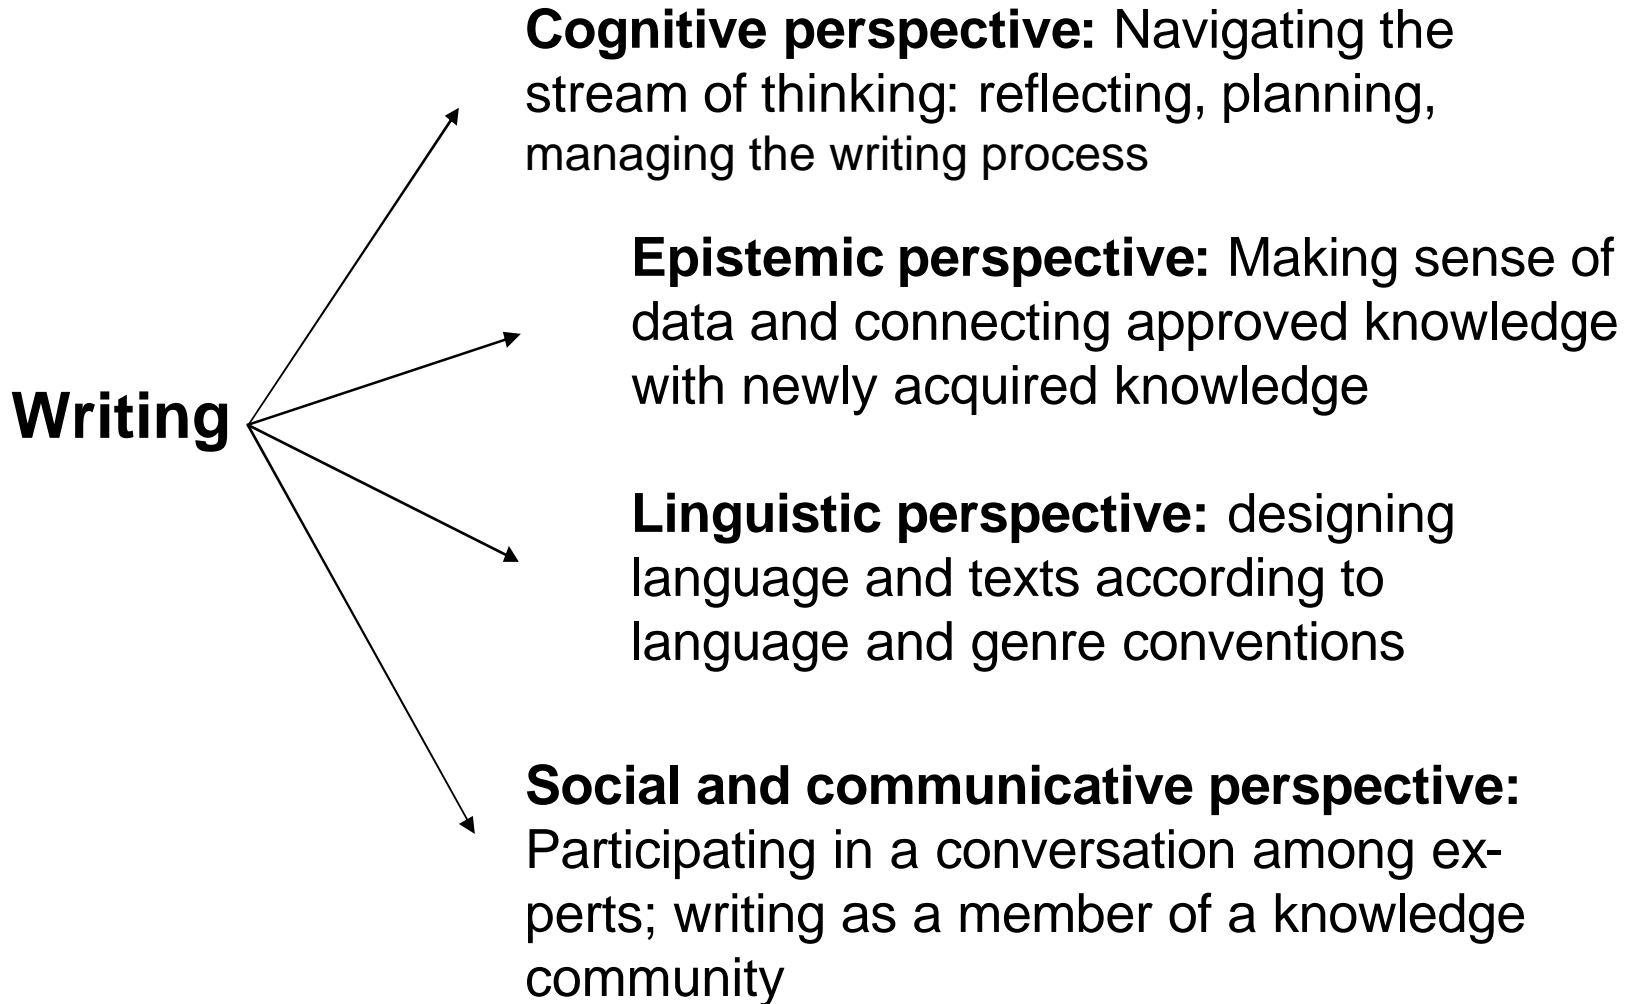 Cognitive perspective: Navigating the
stream of thinking: reflecting, planning,
managing the writing process
Epistemic perspective: Making sense of
data and connecting approved knowledge
with newly acquired knowledge
Writing
Linguistic perspective: designing
language and texts according to
language and genre conventions
Social and communicative perspective:
Participating in a conversation among ex-
perts; writing as a member of a knowledge
community